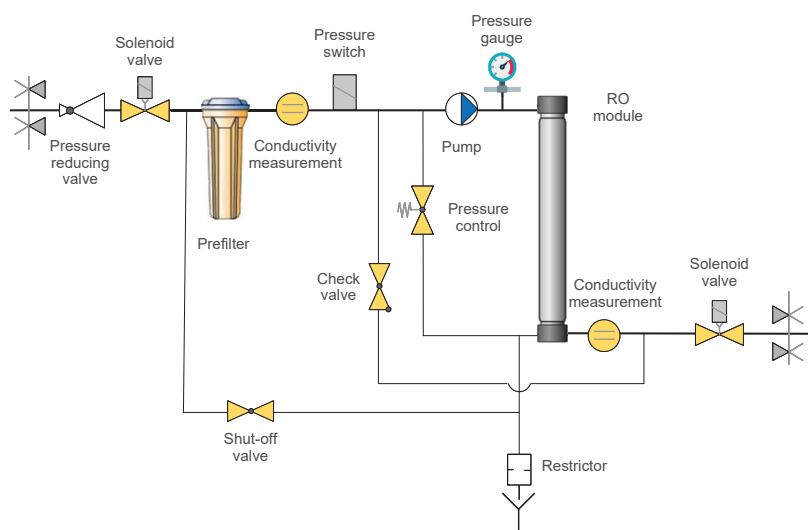 Pressure
gauge
Solenoid
valve
Pressure
switch
RO
module
Pressure
reducing
valve
Conductivity
measurement
Pump
Prefilter
Pressure
control
Check
valve
Conductivity
measurement
Solenoid
valve
Shut-off
valve
Restrictor